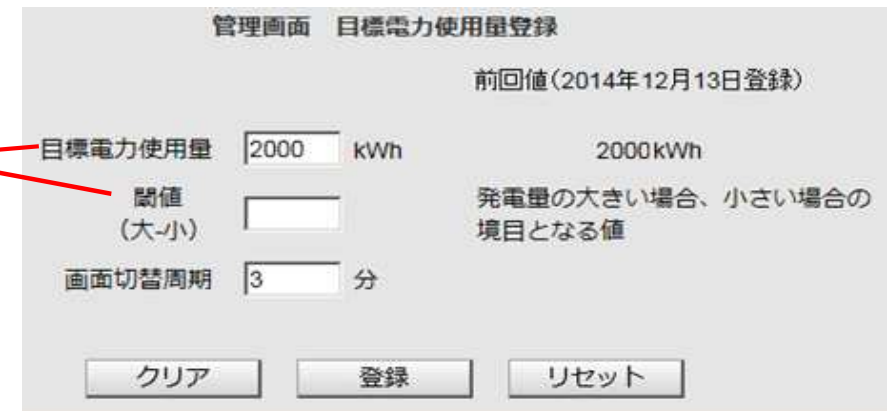 管理画面 目標電力使用量登録
前回値(2014年12月13日登録)
目標電力使用量 2000 kWh 2000kWh
閾値
(大-小)
発電量の大きい場合、小さい場合の
境目となる値
画面切替周期 3 分
クリア 登録 リセット